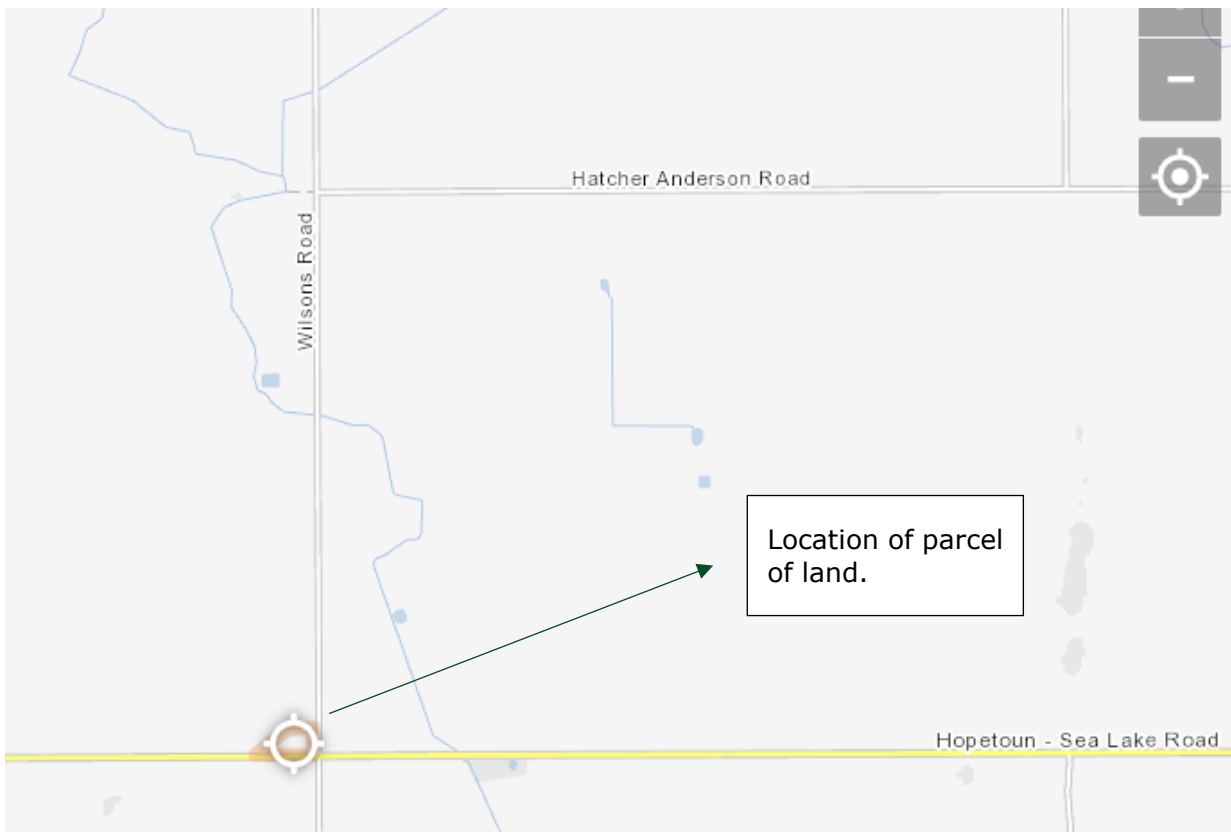 Hatcher Anderson Road
Wilsons Road
Location of parcel
of land.
Hopetoun - Sea Lake Road